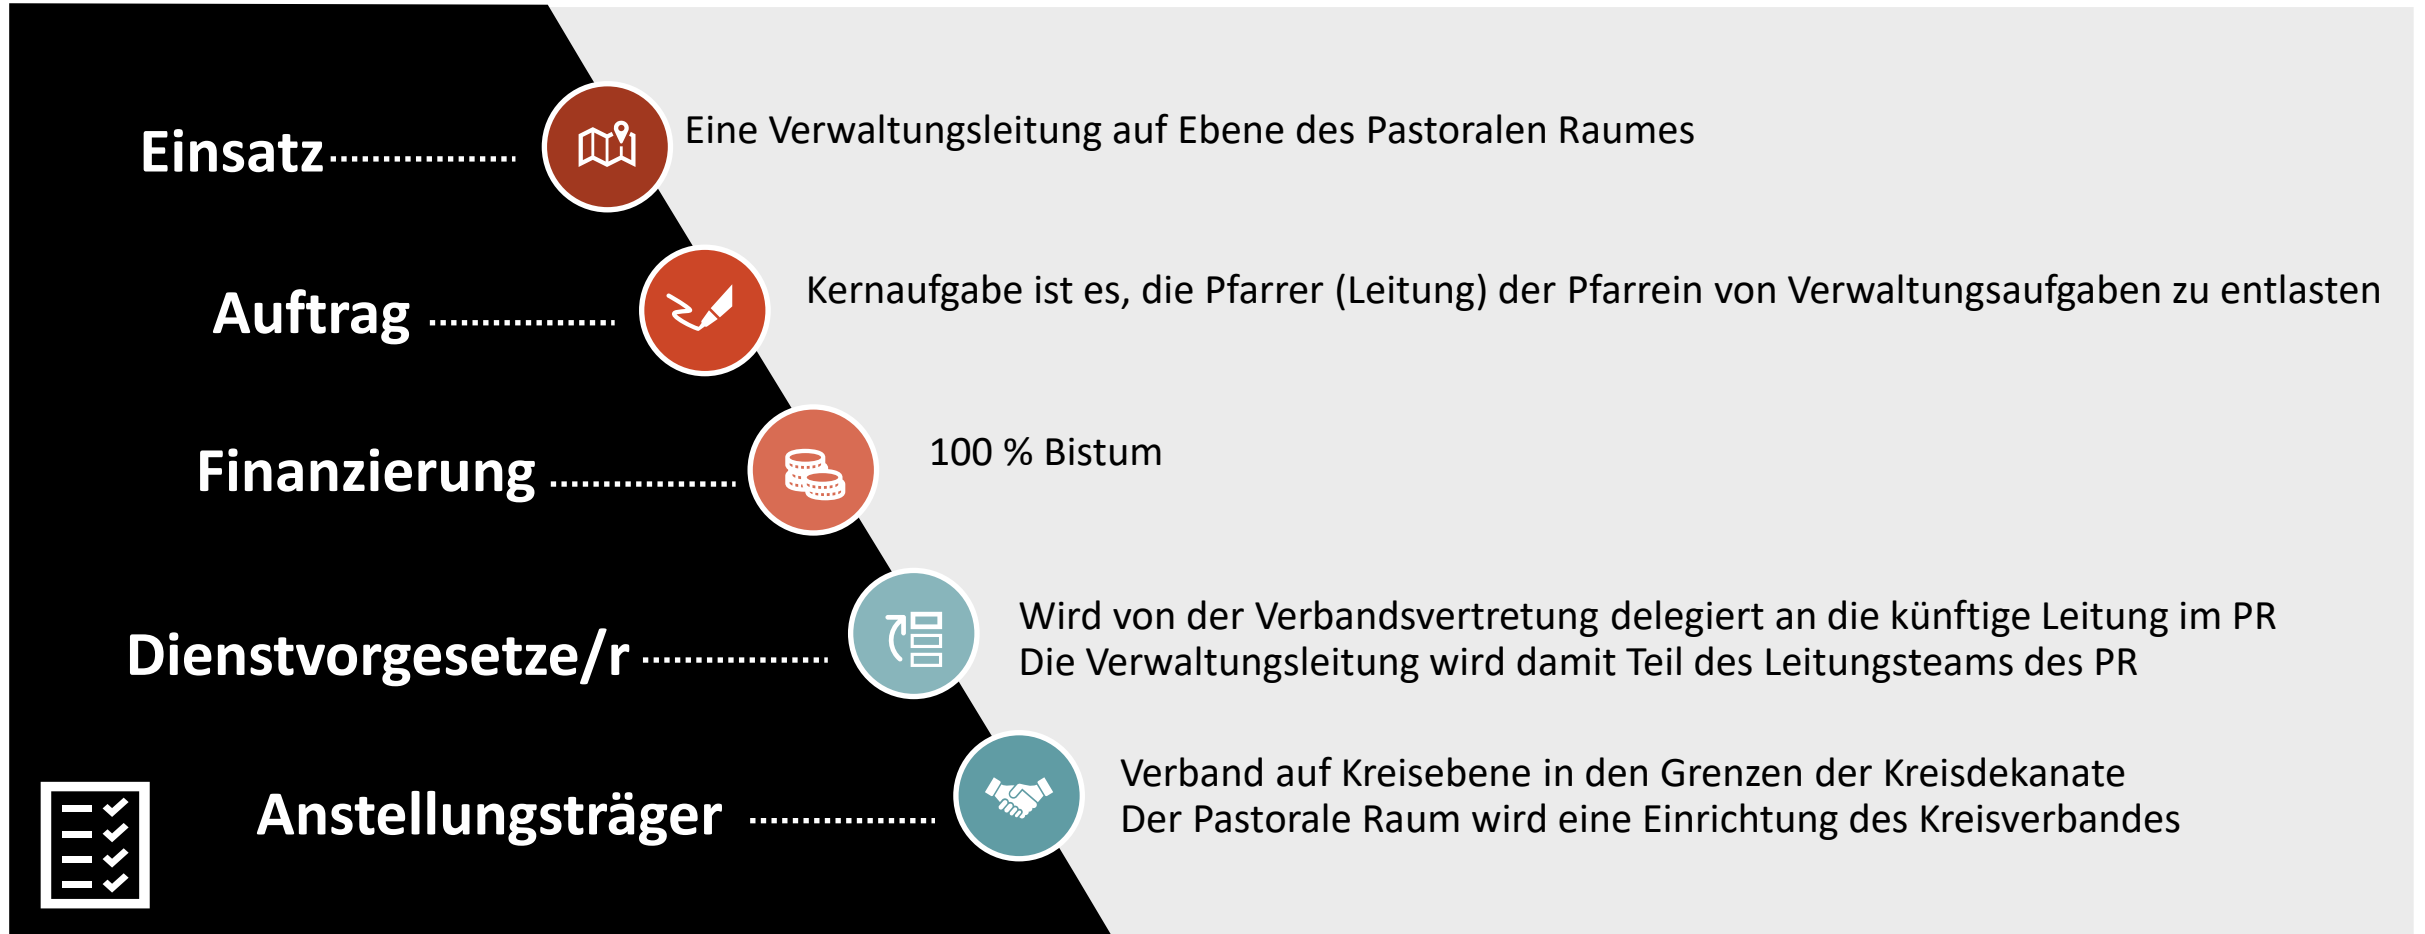 Einsatz
Eine Verwaltungsleitung auf Ebene des Pastoralen Raumes
Auftrag
Kernaufgabe ist es, die Pfarrer (Leitung) der Pfarrein von Verwaltungsaufgaben zu entlasten
Finanzierung
100 % Bistum
Dienstvorgesetze/r
Wird von der Verbandsvertretung delegiert an die künftige Leitung im PR
Die Verwaltungsleitung wird damit Teil des Leitungsteams des PR
Anstellungsträger
Verband auf Kreisebene in den Grenzen der Kreisdekanate
Der Pastorale Raum wird eine Einrichtung des Kreisverbandes